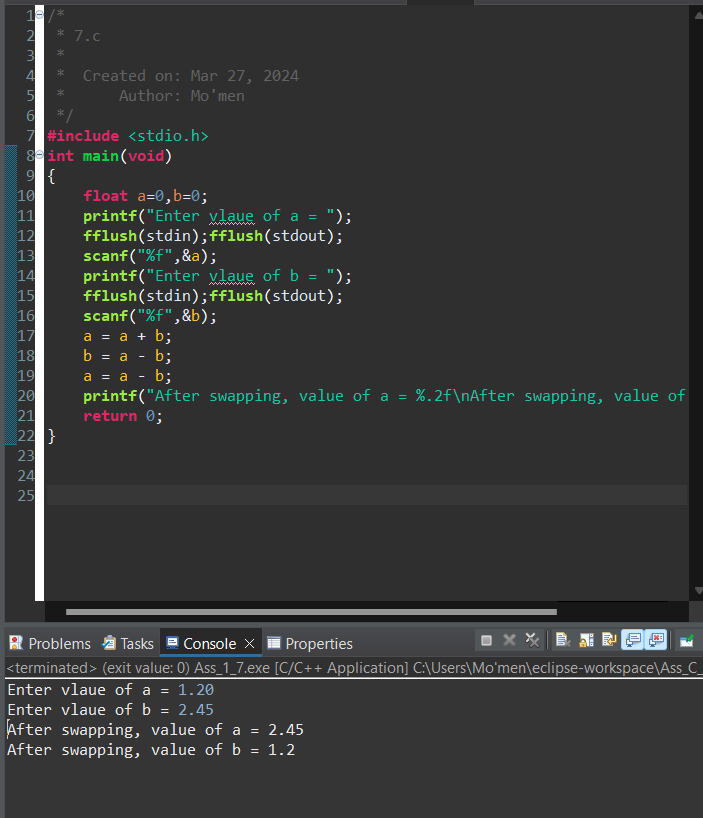 1 /*
2  * 7.c
3  *
4  *  Created on: Mar 27, 2024
5  *      Author: Mo'men
6  */
7 #include <stdio.h>
8 int main(void)
9 {
10     float a=0,b=0;
11     printf("Enter vlaue of a = ");
12     fflush(stdin);fflush(stdout);
13     scanf("%f",&a);
14     printf("Enter vlaue of b = ");
15     fflush(stdin);fflush(stdout);
16     scanf("%f",&b);
17     a = a + b;
18     b = a - b;
19     a = a - b;
20     printf("After swapping, value of a = %.2f\nAfter swapping, value of
21     return 0;
22 }
23
24
25
Problems Tasks Console Properties
<terminated> (exit value: 0) Ass_1_7.exe [C/C++ Application] C:\Users\Mo'men\eclipse-workspace\Ass_C_
Enter vlaue of a = 1.20
Enter vlaue of b = 2.45
After swapping, value of a = 2.45
After swapping, value of b = 1.2